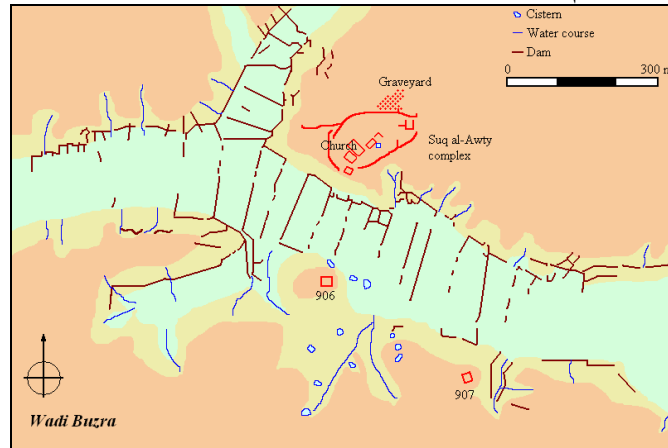 Cistern
Water course
Dam
0 300 m
Graveyard
Church
Suq al-Awty
complex
906
907
Wadi Buzra